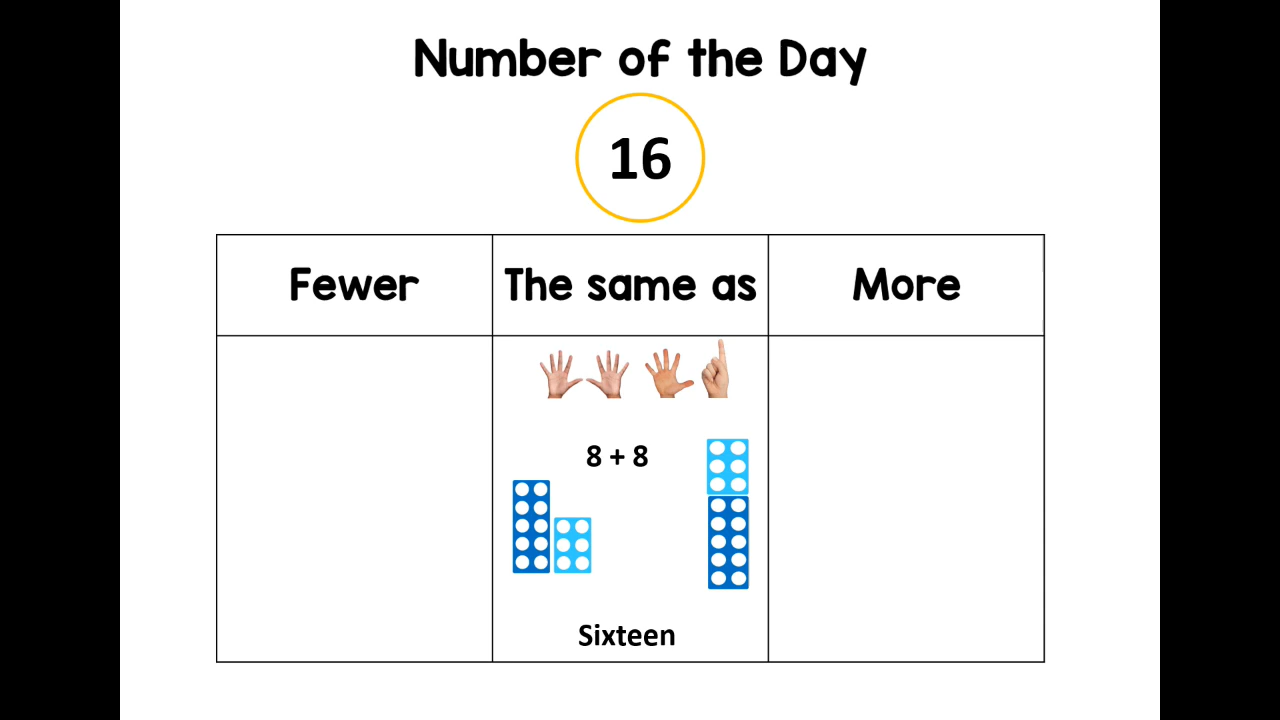 Number of the Day
16
Fewer
The same as
More
8 + 8
Sixteen